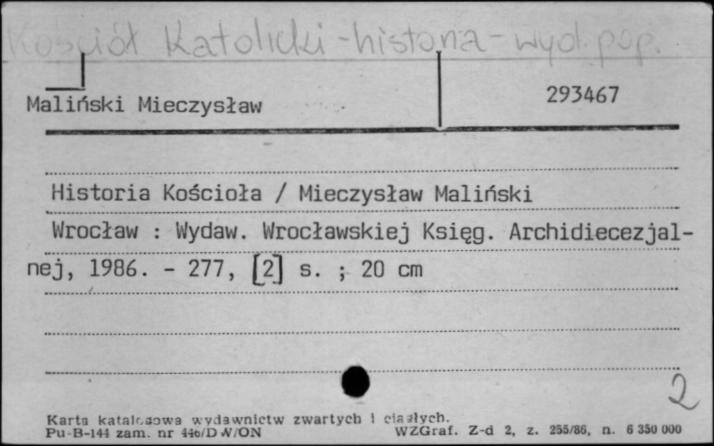 Kościół Katolicki - historia - wyd. pop.
Maliński Mieczysław
293467
Historia Kościoła / Mieczysław Maliński
Wrocław : Wydaw. Wrocławskiej Księg. Archidiecezjal-
nej, 1986. - 277, [2] s. ; 20 cm
2
Karta katalogowa wydawnictw zwartych i ciągłych.
Pu-B-144 zam. nr 446/DW/ON
WZGraf. Z-d 2, z. 255/86, n. 6 350 000